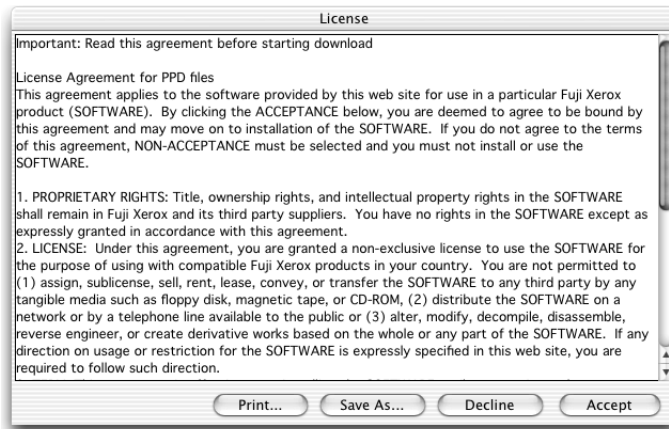 License
Important: Read this agreement before starting download
License Agreement for PPD files
This agreement applies to the software provided by this web site for use in a particular Fuji Xerox
product (SOFTWARE).  By clicking the ACCEPTANCE below, you are deemed to agree to be bound by
this agreement and may move on to installation of the SOFTWARE.  If you do not agree to the terms
of this agreement, NON-ACCEPTANCE must be selected and you must not install or use the
SOFTWARE.
1. PROPRIETARY RIGHTS: Title, ownership rights, and intellectual property rights in the SOFTWARE
shall remain in Fuji Xerox and its third party suppliers.  You have no rights in the SOFTWARE except as
expressly granted in accordance with this agreement.
2. LICENSE:  Under this agreement, you are granted a non-exclusive license to use the SOFTWARE for
the purpose of using with compatible Fuji Xerox products in your country.  You are not permitted to
(1) assign, sublicense, sell, rent, lease, convey, or transfer the SOFTWARE to any third party by any
tangible media such as floppy disk, magnetic tape, or CD-ROM, (2) distribute the SOFTWARE on a
network or by a telephone line available to the public or (3) alter, modify, decompile, disassemble,
reverse engineer, or create derivative works based on the whole or any part of the SOFTWARE.  If any
direction on usage or restriction for the SOFTWARE is expressly specified in this web site, you are
required to follow such direction.
Print... Save As... Decline Accept